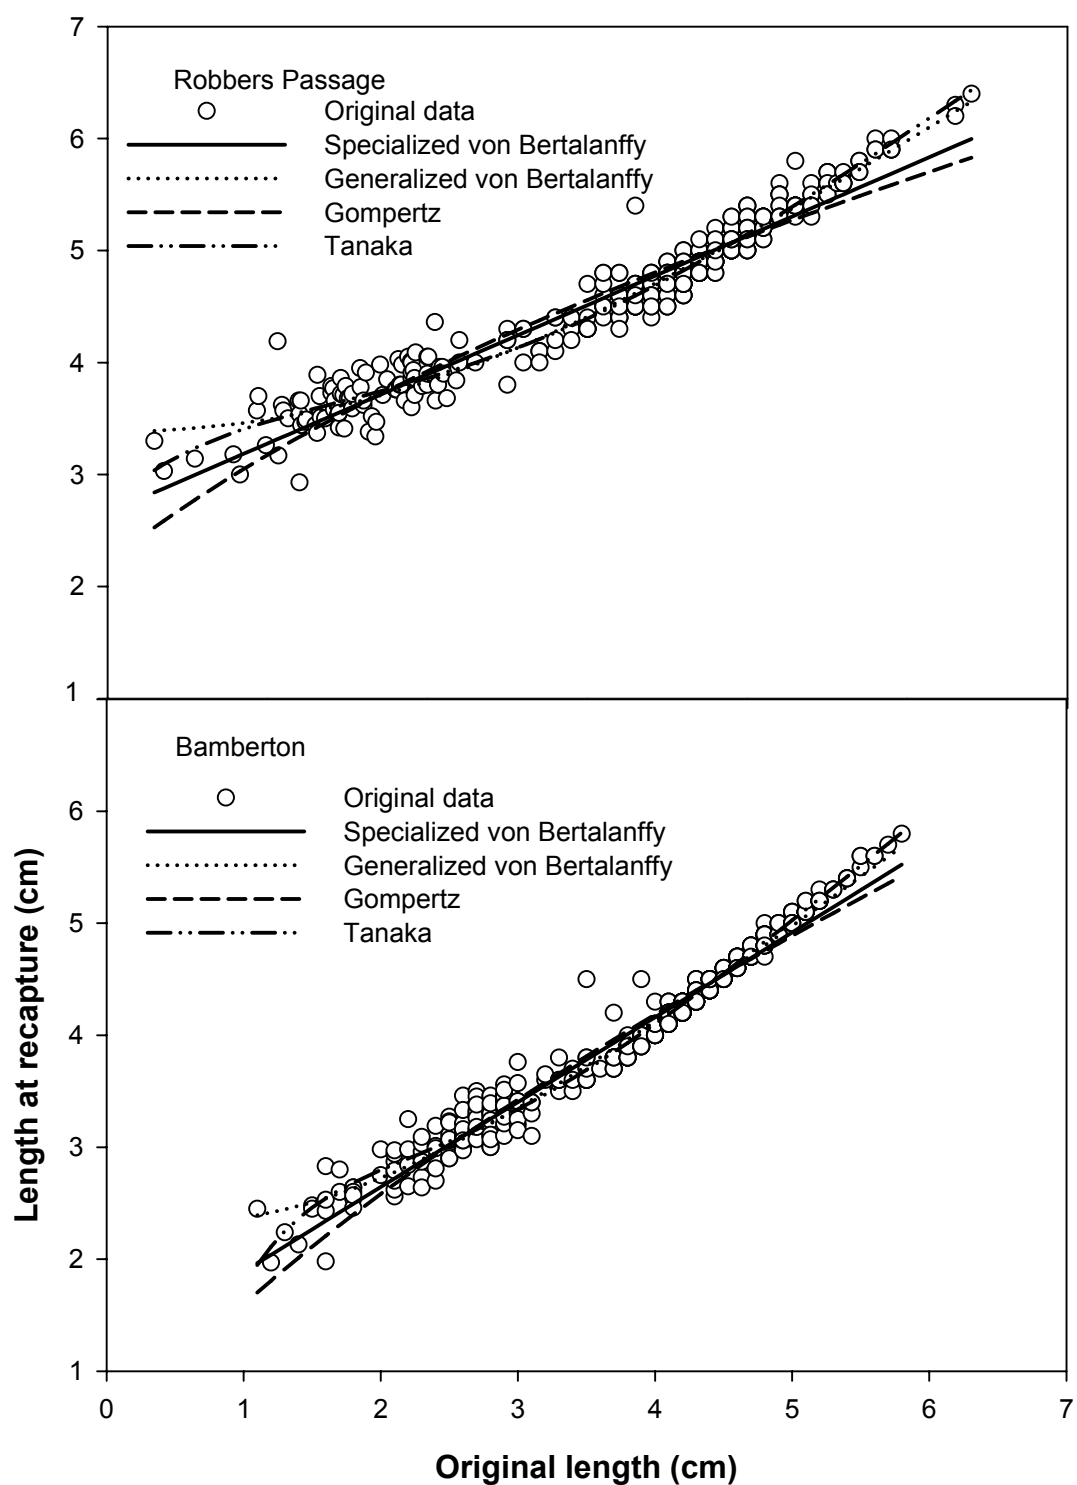 7
Robbers Passage
Original data
Specialized von Bertalanffy
Generalized von Bertalanffy
Gompertz
Tanaka
6
5
4
3
2
1
Bamberton
Original data
Specialized von Bertalanffy
Generalized von Bertalanffy
Gompertz
Tanaka
6
5
4
3
2
1
Length at recapture (cm)
0 1 2 3 4 5 6 7
Original length (cm)